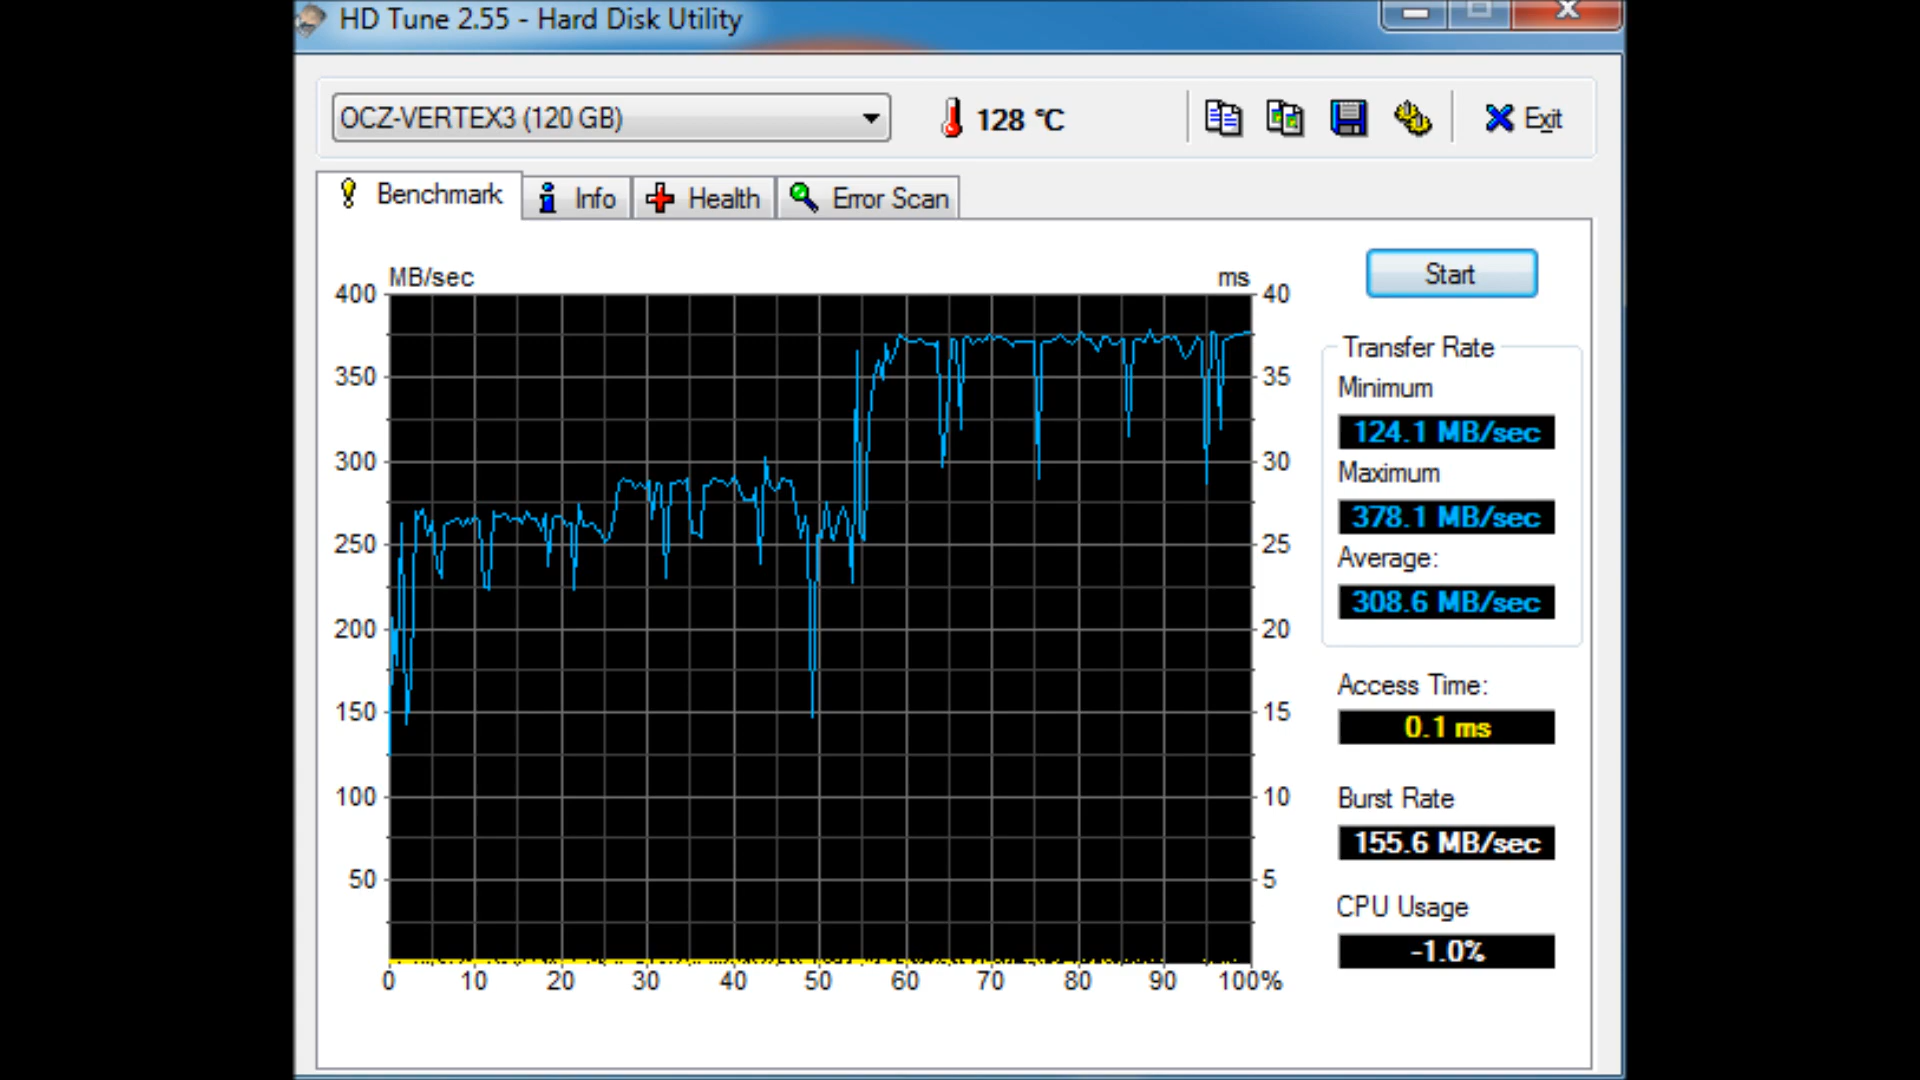 HD Tune 2.55 - Hard Disk Utility
OCZ-VERTEX3 (120 GB)
128 °C
Exit
Benchmark
Info
Health
Error Scan
MB/sec
ms
400
350
300
250
200
150
100
50
40
35
30
25
20
15
10
5
0
10
20
30
40
50
60
70
80
90
100%
Start
Transfer Rate
Minimum
124.1 MB/sec
Maximum
378.1 MB/sec
Average:
308.6 MB/sec
Access Time:
0.1 ms
Burst Rate
155.6 MB/sec
CPU Usage
-1.0%